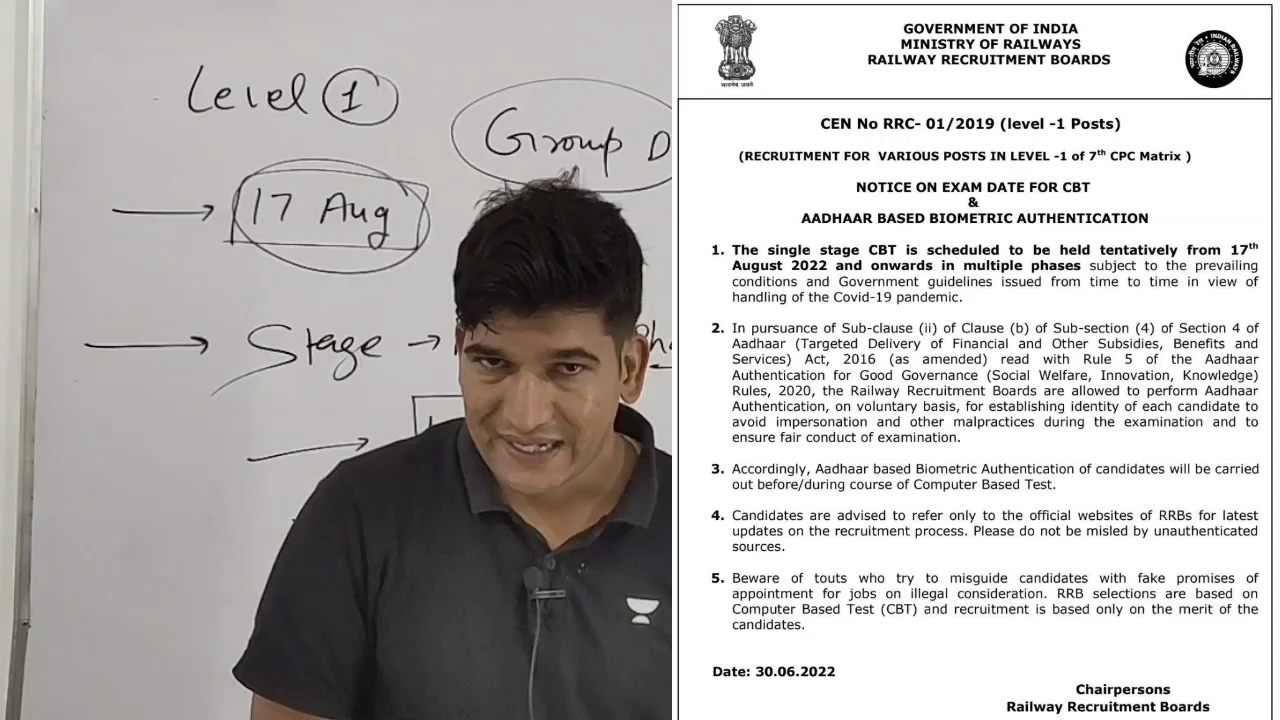 Level 1
Group D
17 Aug
Stage
GOVERNMENT OF INDIA
MINISTRY OF RAILWAYS
RAILWAY RECRUITMENT BOARDS
सत्यमेव जयते
CEN No RRC- 01/2019 (level -1 Posts)
(RECRUITMENT FOR VARIOUS POSTS IN LEVEL -1 of 7th CPC Matrix )
NOTICE ON EXAM DATE FOR CBT
&
AADHAAR BASED BIOMETRIC AUTHENTICATION
1. The single stage CBT is scheduled to be held tentatively from 17th
August 2022 and onwards in multiple phases subject to the prevailing
conditions and Government guidelines issued from time to time in view of
handling of the Covid-19 pandemic.
2. In pursuance of Sub-clause (ii) of Clause (b) of Sub-section (4) of Section 4 of
Aadhaar (Targeted Delivery of Financial and Other Subsidies, Benefits and
Services) Act, 2016 (as amended) read with Rule 5 of the Aadhaar
Authentication for Good Governance (Social Welfare, Innovation, Knowledge)
Rules, 2020, the Railway Recruitment Boards are allowed to perform Aadhaar
Authentication, on voluntary basis, for establishing identity of each candidate to
avoid impersonation and other malpractices during the examination and to
ensure fair conduct of examination.
3. Accordingly, Aadhaar based Biometric Authentication of candidates will be carried
out before/during course of Computer Based Test.
4. Candidates are advised to refer only to the official websites of RRBs for latest
updates on the recruitment process. Please do not be misled by unauthenticated
sources.
5. Beware of touts who try to misguide candidates with fake promises of
appointment for jobs on illegal consideration. RRB selections are based on
Computer Based Test (CBT) and recruitment is based only on the merit of the
candidates.
Date: 30.06.2022
Chairpersons
Railway Recruitment Boards